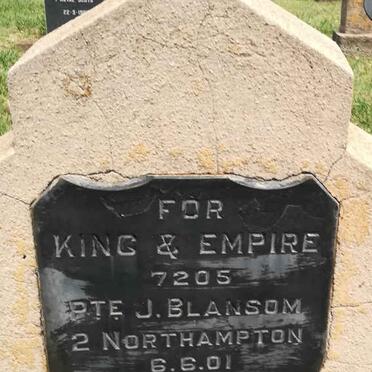 FOR
KING & EMPIRE
7205
PTE J. BLANSOM
2 NORTHAMPTON
6.6.01